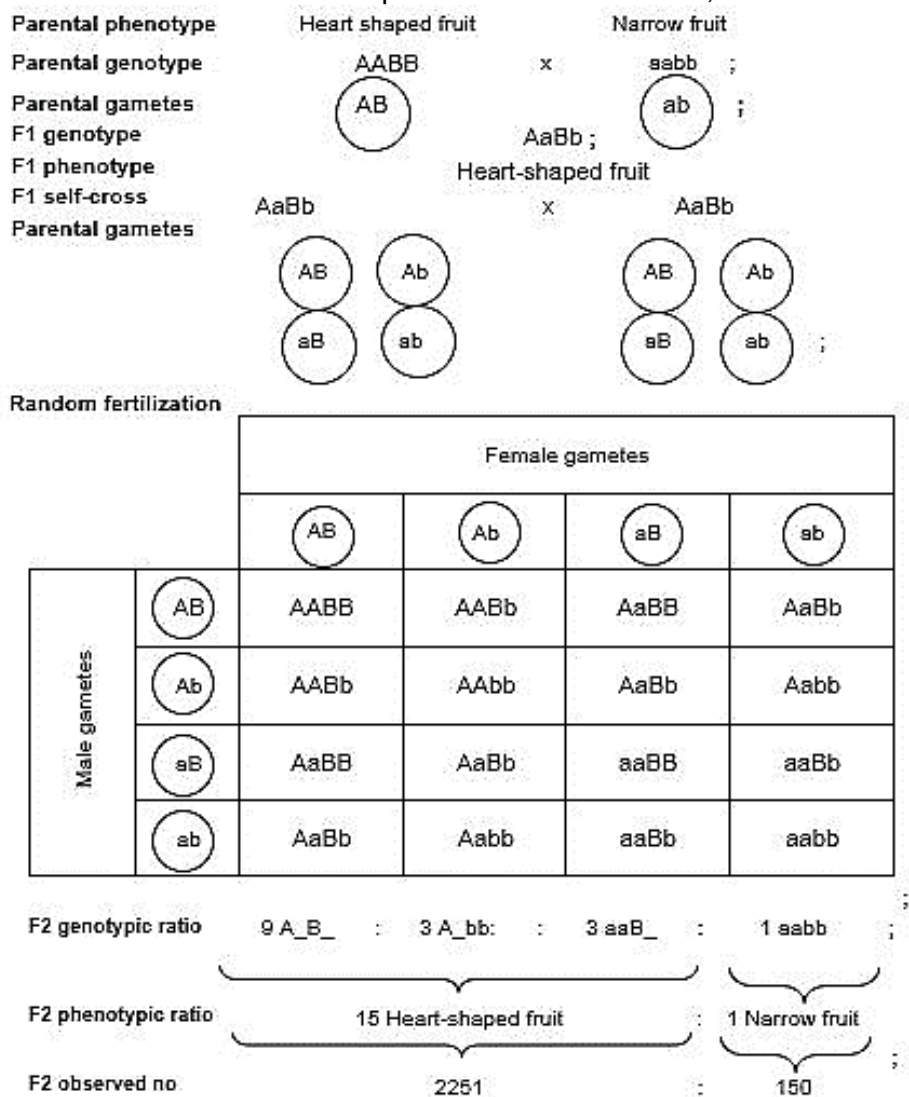 Parental phenotype Heart shaped fruit Narrow fruit
Parental genotype AABB x aabb ;
Parental gametes AB ab ;
F1 genotype AaBb ;
F1 phenotype Heart-shaped fruit
F1 self-cross AaBb x AaBb
Parental gametes
AB Ab AB Ab
aB ab aB ab ;
Random fertilization
Female gametes
AB Ab aB ab
Male gametes
AB AABB AABb AaBB AaBb
Ab AABb AAbb AaBb Aabb
aB AaBB AaBb aaBB aaBb
ab AaBb Aabb aaBb aabb
;
F2 genotypic ratio 9 A_B_ : 3 A_bb: : 3 aaB_ : 1 aabb ;
F2 phenotypic ratio 15 Heart-shaped fruit : 1 Narrow fruit
;
F2 observed no 2251 : 150